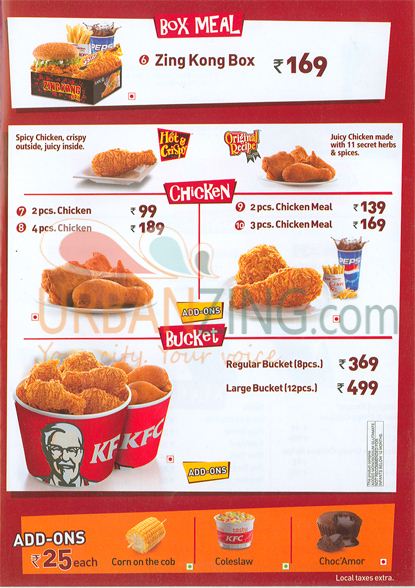 BOX MEAL
6 Zing Kong Box ₹169
PEPSI
ZING KONG
BOX
Spicy Chicken, crispy
outside, juicy inside.
Hot & Crispy
Original Recipe
Juicy Chicken made
with 11 secret herbs
& spices.
CHICKEN
7 2 pcs. Chicken ₹99
8 4 pcs. Chicken ₹189
9 2 pcs. Chicken Meal ₹139
10 3 pcs. Chicken Meal ₹169
PEPSI
ADD-ONS
URBANZING.com
Your city. Your voice
BUCKET
Regular Bucket (8pcs.) ₹369
Large Bucket (12pcs.) ₹499
KFC
KFC
ADD-ONS
ADD-ONS
₹25 each
Corn on the cob
KFC
Coleslaw
Choc'Amor
Local taxes extra.